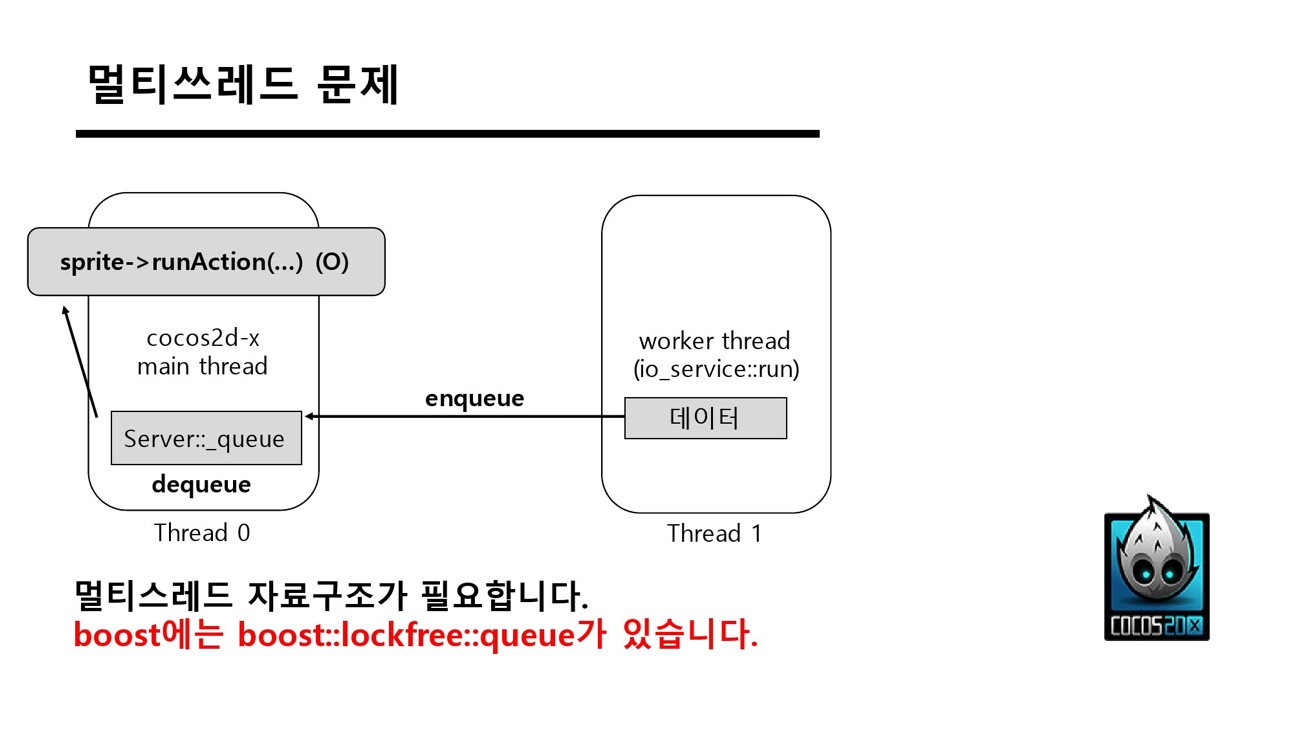 멀티쓰레드 문제
sprite->runAction(...) (O)
cocos2d-x
main thread
Server::_queue
dequeue
Thread 0
enqueue
worker thread
(io_service::run)
데이터
Thread 1
멀티스레드 자료구조가 필요합니다.
boost에는 boost::lockfree::queue가 있습니다.
COCOS2DX